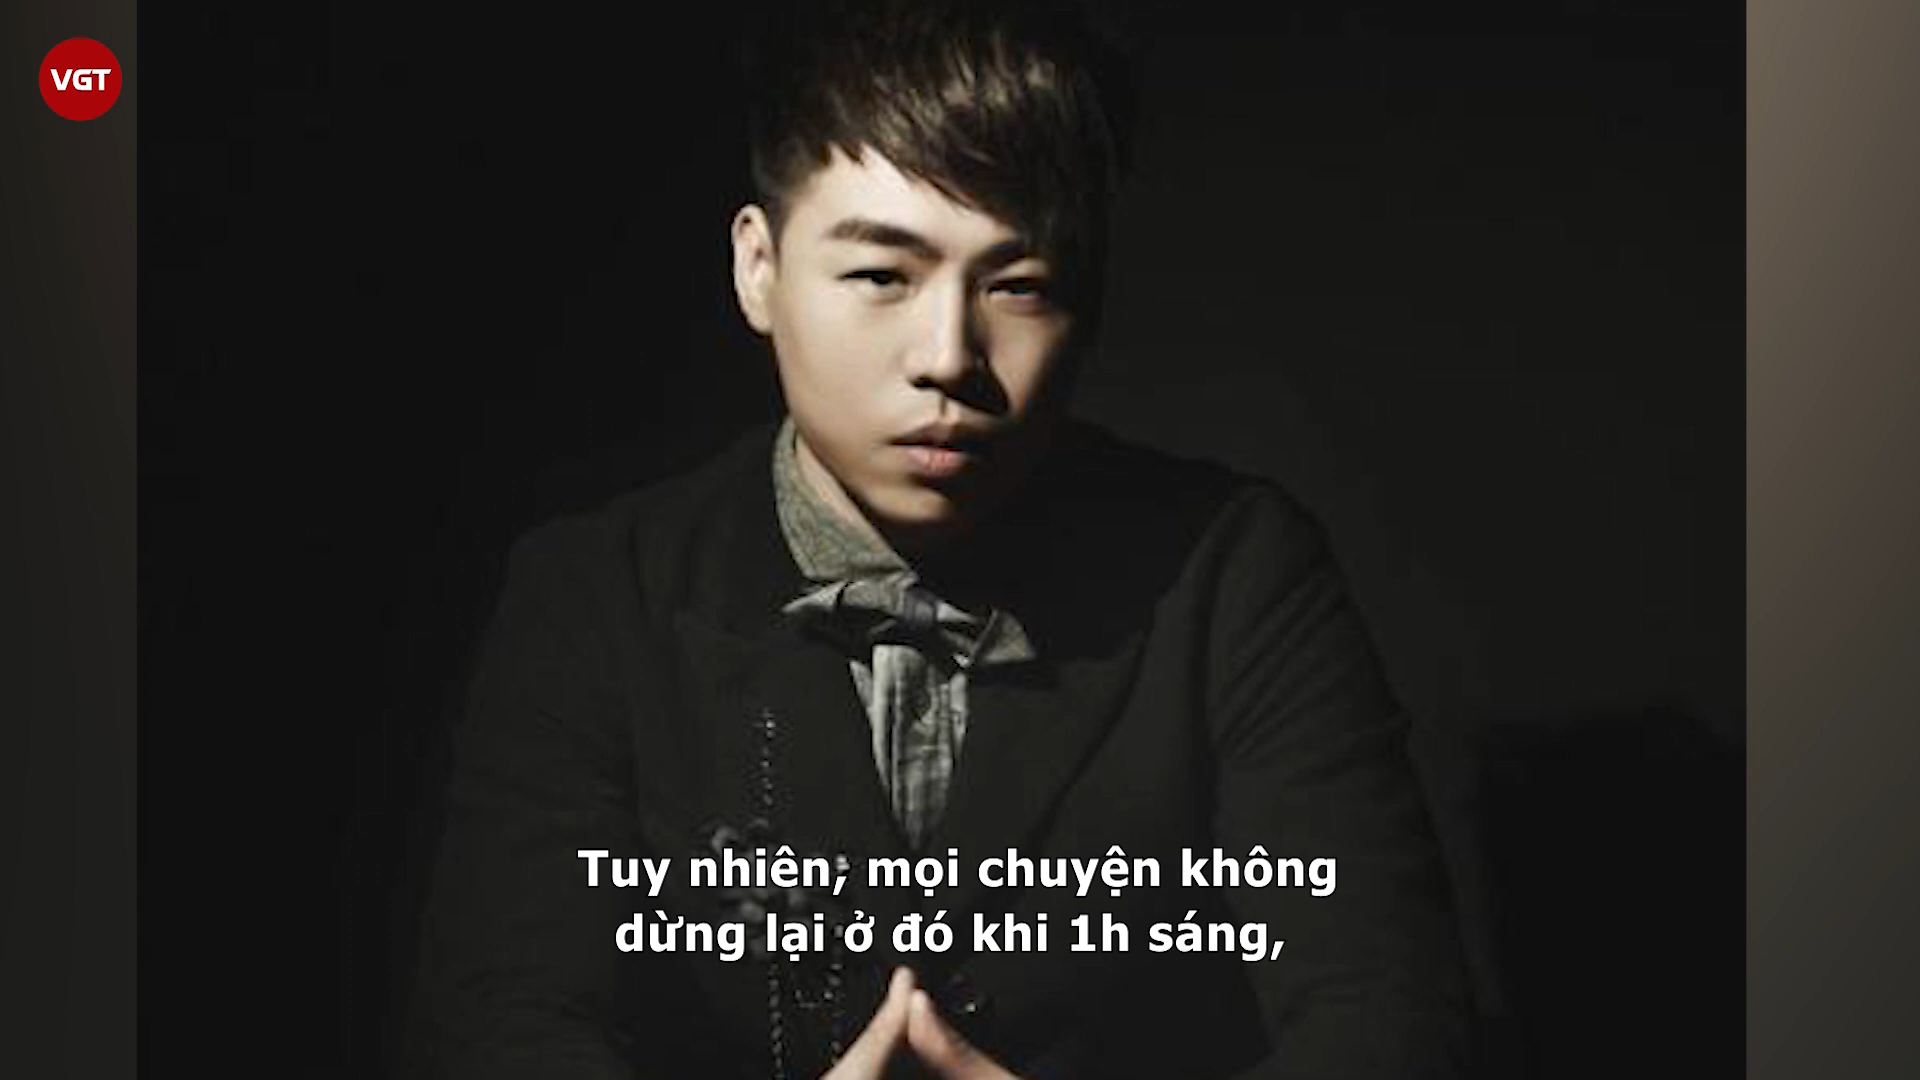 VGT
Tuy nhiên, mọi chuyện không
dừng lại ở đó khi 1h sáng,